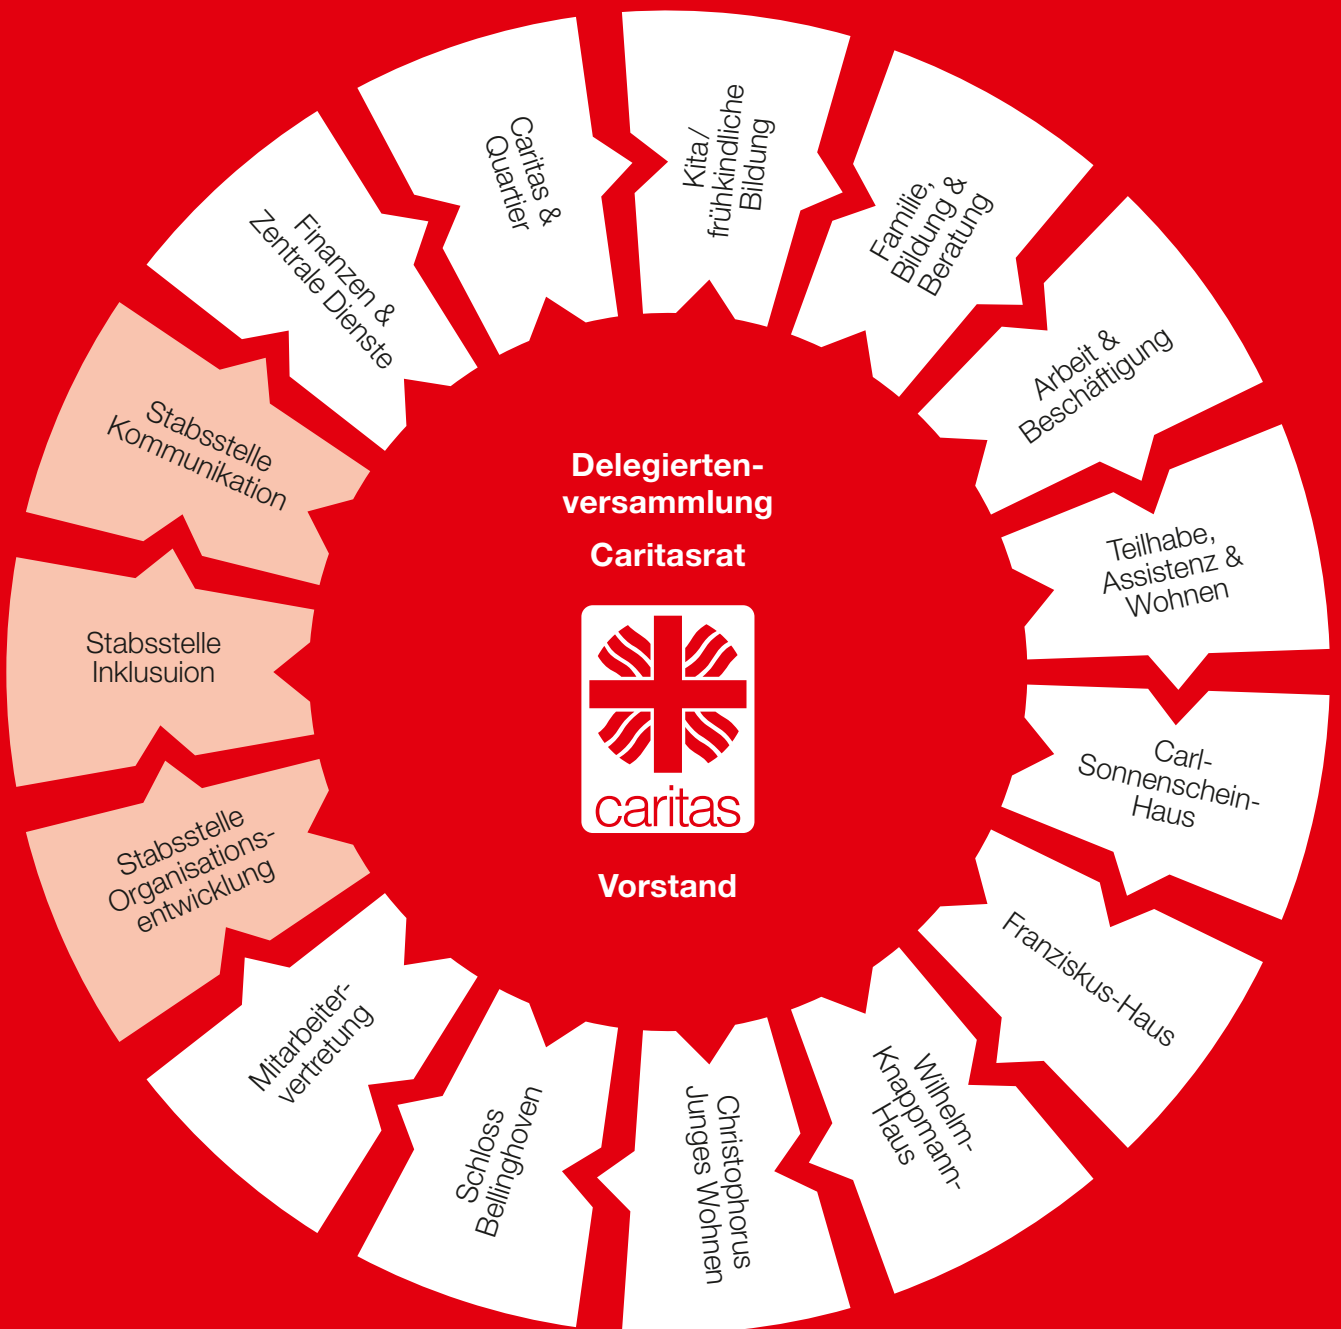 Caritas &
Quartier
Kita/
frühkindliche
Bildung
Familie,
Bildung &
Beratung
Arbeit &
Beschäftigung
Teilhabe,
Assistenz &
Wohnen
Carl-
Sonnenschein-
Haus
Franziskus-Haus
Wilhelm-
Knappmann-
Haus
Christophorus
Junges Wohnen
Schloss
Bellinghoven
Mitarbeiter-
vertretung
Stabsstelle
Organisations-
entwicklung
Stabsstelle
Inklusuion
Stabsstelle
Kommunikation
Finanzen &
Zentrale Dienste
Delegierten-
versammlung
Caritasrat
caritas
Vorstand